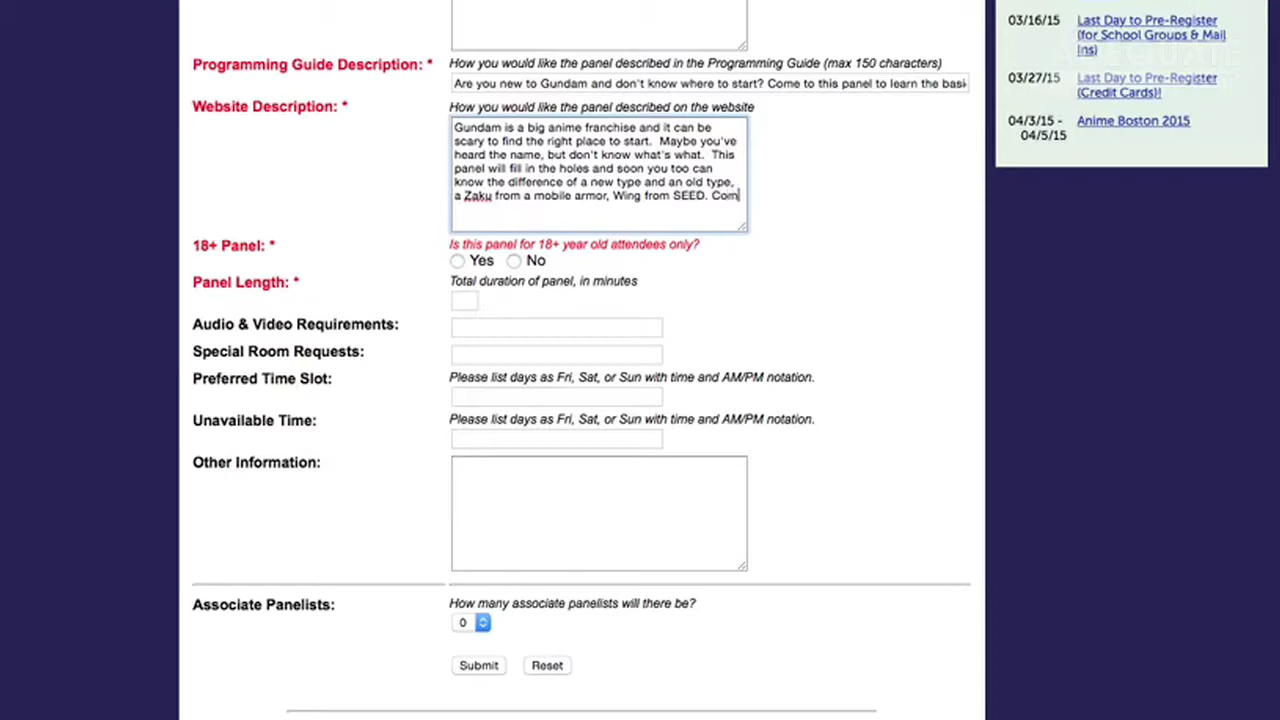 Programming Guide Description: *
How you would like the panel described in the Programming Guide (max 150 characters)
Are you new to Gundam and don't know where to start? Come to this panel to learn the basi
Website Description: *
How you would like the panel described on the website
Gundam is a big anime franchise and it can be
scary to find the right place to start.  Maybe you've
heard the name, but don't know what's what.  This
panel will fill in the holes and soon you too can
know the difference of a new type and an old type,
a Zaku from a mobile armor, Wing from SEED. Com
18+ Panel: *
Is this panel for 18+ year old attendees only?
Yes No
Panel Length: *
Total duration of panel, in minutes
Audio & Video Requirements:
Special Room Requests:
Preferred Time Slot:
Please list days as Fri, Sat, or Sun with time and AM/PM notation.
Unavailable Time:
Please list days as Fri, Sat, or Sun with time and AM/PM notation.
Other Information:
Associate Panelists:
How many associate panelists will there be?
0
Submit Reset
03/16/15 Last Day to Pre-Register
(for School Groups & Mail
Ins)
03/27/15 Last Day to Pre-Register
(Credit Cards)!
04/3/15 - Anime Boston 2015
04/5/15